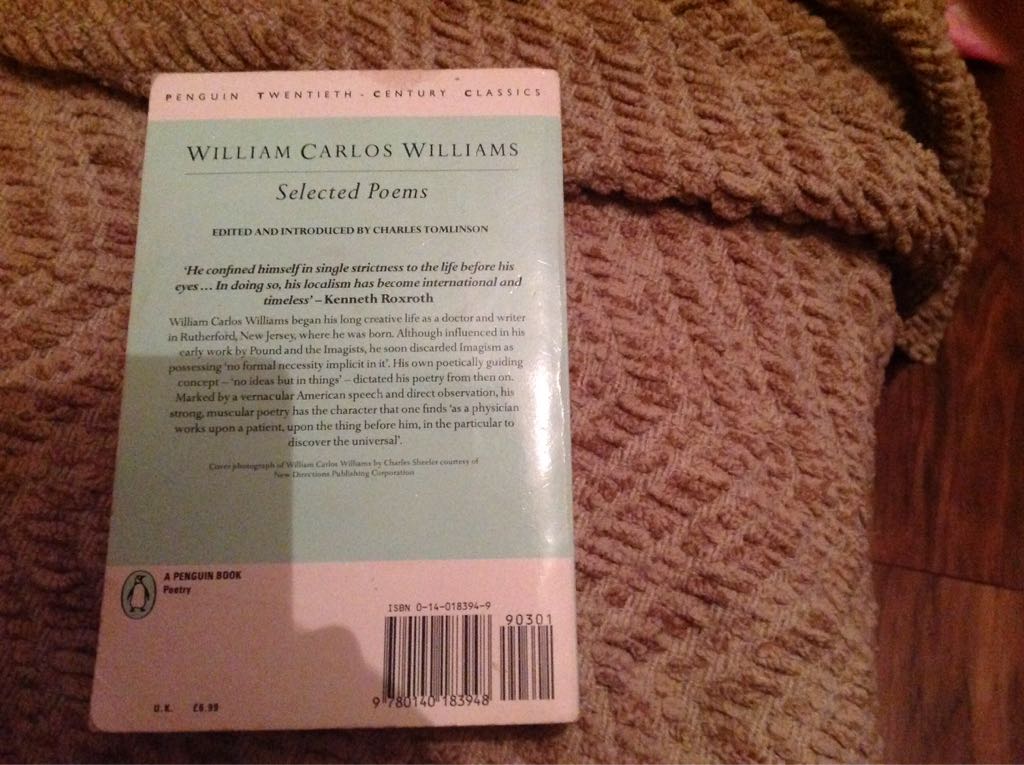 PENGUIN TWENTIETH-CENTURY CLASSICS
WILLIAM CARLOS WILLIAMS
Selected Poems
EDITED AND INTRODUCED BY CHARLES TOMLINSON
'He confined himself in single strictness to the life before his
eyes ... In doing so, his localism has become international and
timeless' – Kenneth Roxroth
William Carlos Williams began his long creative life as a doctor and writer
in Rutherford, New Jersey, where he was born. Although influenced in his
early work by Pound and the Imagists, he soon discarded Imagism as
possessing 'no formal necessity implicit in it'. His own poetically guiding
concept – 'no ideas but in things' – dictated his poetry from then on.
Marked by a vernacular American speech and direct observation, his
strong, muscular poetry has the character that one finds 'as a physician
works upon a patient, upon the thing before him, in the particular to
discover the universal'.
Cover photograph of William Carlos Williams by Charles Sheeler courtesy of
New Directions Publishing Corporation
A PENGUIN BOOK
Poetry
ISBN 0-14-018394-9
90301
9 780140 183948
U.K. £6.99